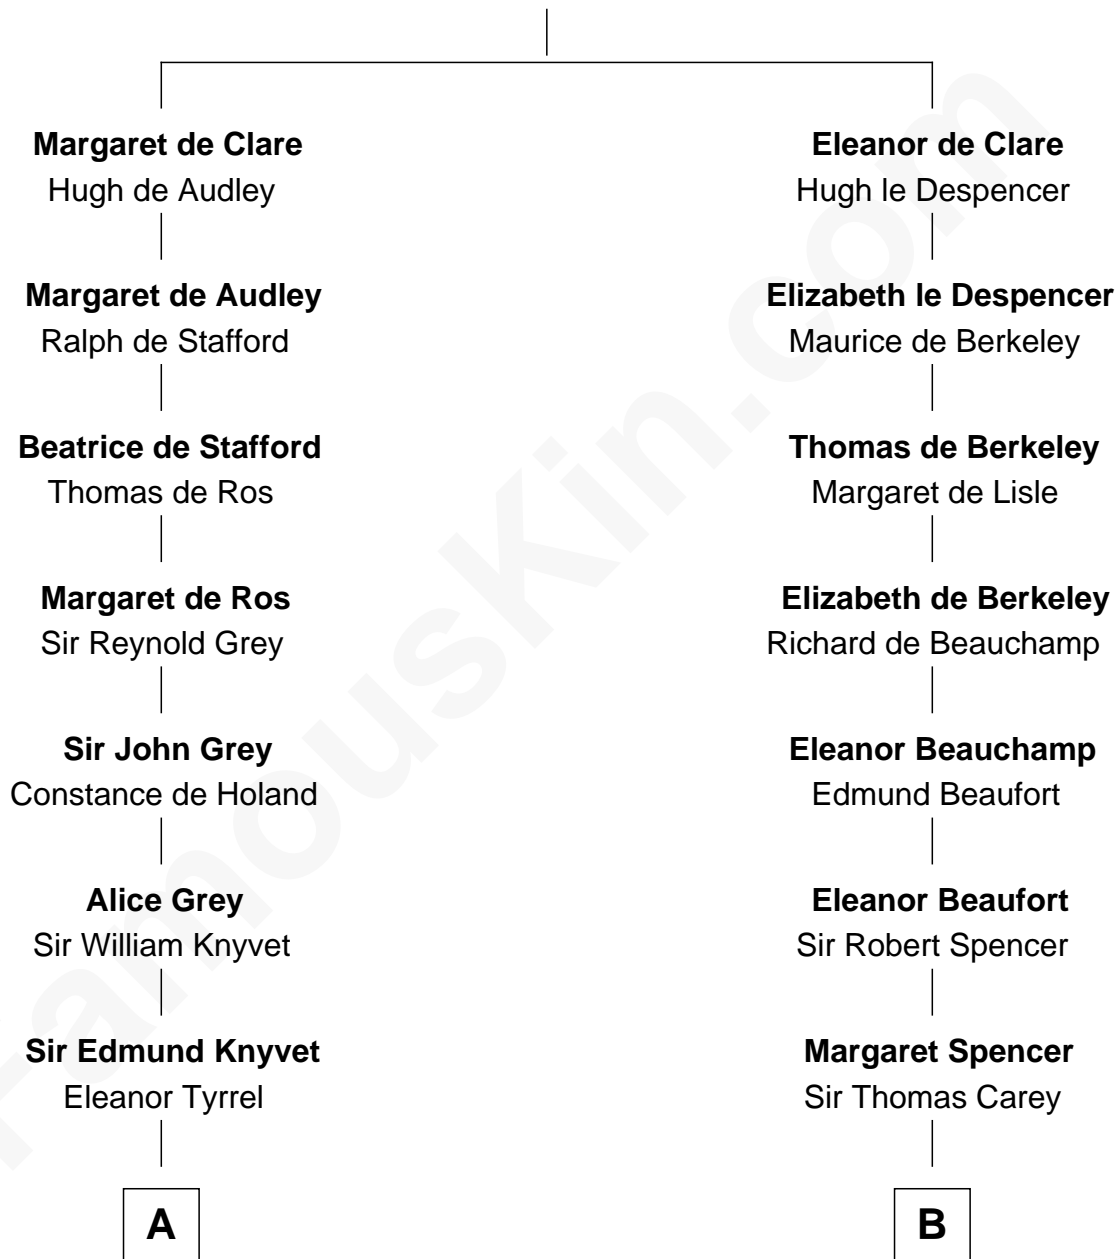 Margaret de Clare
Hugh de Audley
Margaret de Audley
Ralph de Stafford
Beatrice de Stafford
Thomas de Ros
Margaret de Ros
Sir Reynold Grey
Sir John Grey
Constance de Holand
Alice Grey
Sir William Knyvet
Sir Edmund Knyvet
Eleanor Tyrrel
A
Eleanor de Clare
Hugh le Despencer
Elizabeth le Despencer
Maurice de Berkeley
Thomas de Berkeley
Margaret de Lisle
Elizabeth de Berkeley
Richard de Beauchamp
Eleanor Beauchamp
Edmund Beaufort
Eleanor Beaufort
Sir Robert Spencer
Margaret Spencer
Sir Thomas Carey
B
FamousKin.com